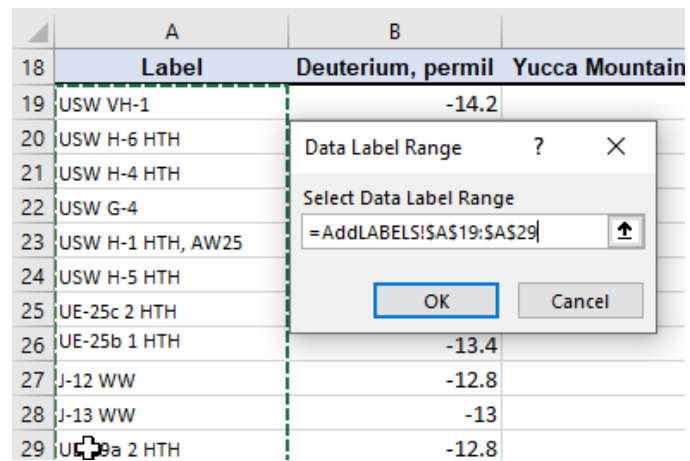 A B
18 Label Deuterium, permil Yucca Mountain
19 USW VH-1 -14.2
20 USW H-6 HTH
Data Label Range ? ×
21 USW H-4 HTH
Select Data Label Range
22 USW G-4
=AddLABELS!$A$19:$A$29
23 USW H-1 HTH, AW25
24 USW H-5 HTH
OK Cancel
25 UE-25c 2 HTH
26 UE-25b 1 HTH -13.4
27 J-12 WW -12.8
28 J-13 WW -13
29 2 HTH -12.8